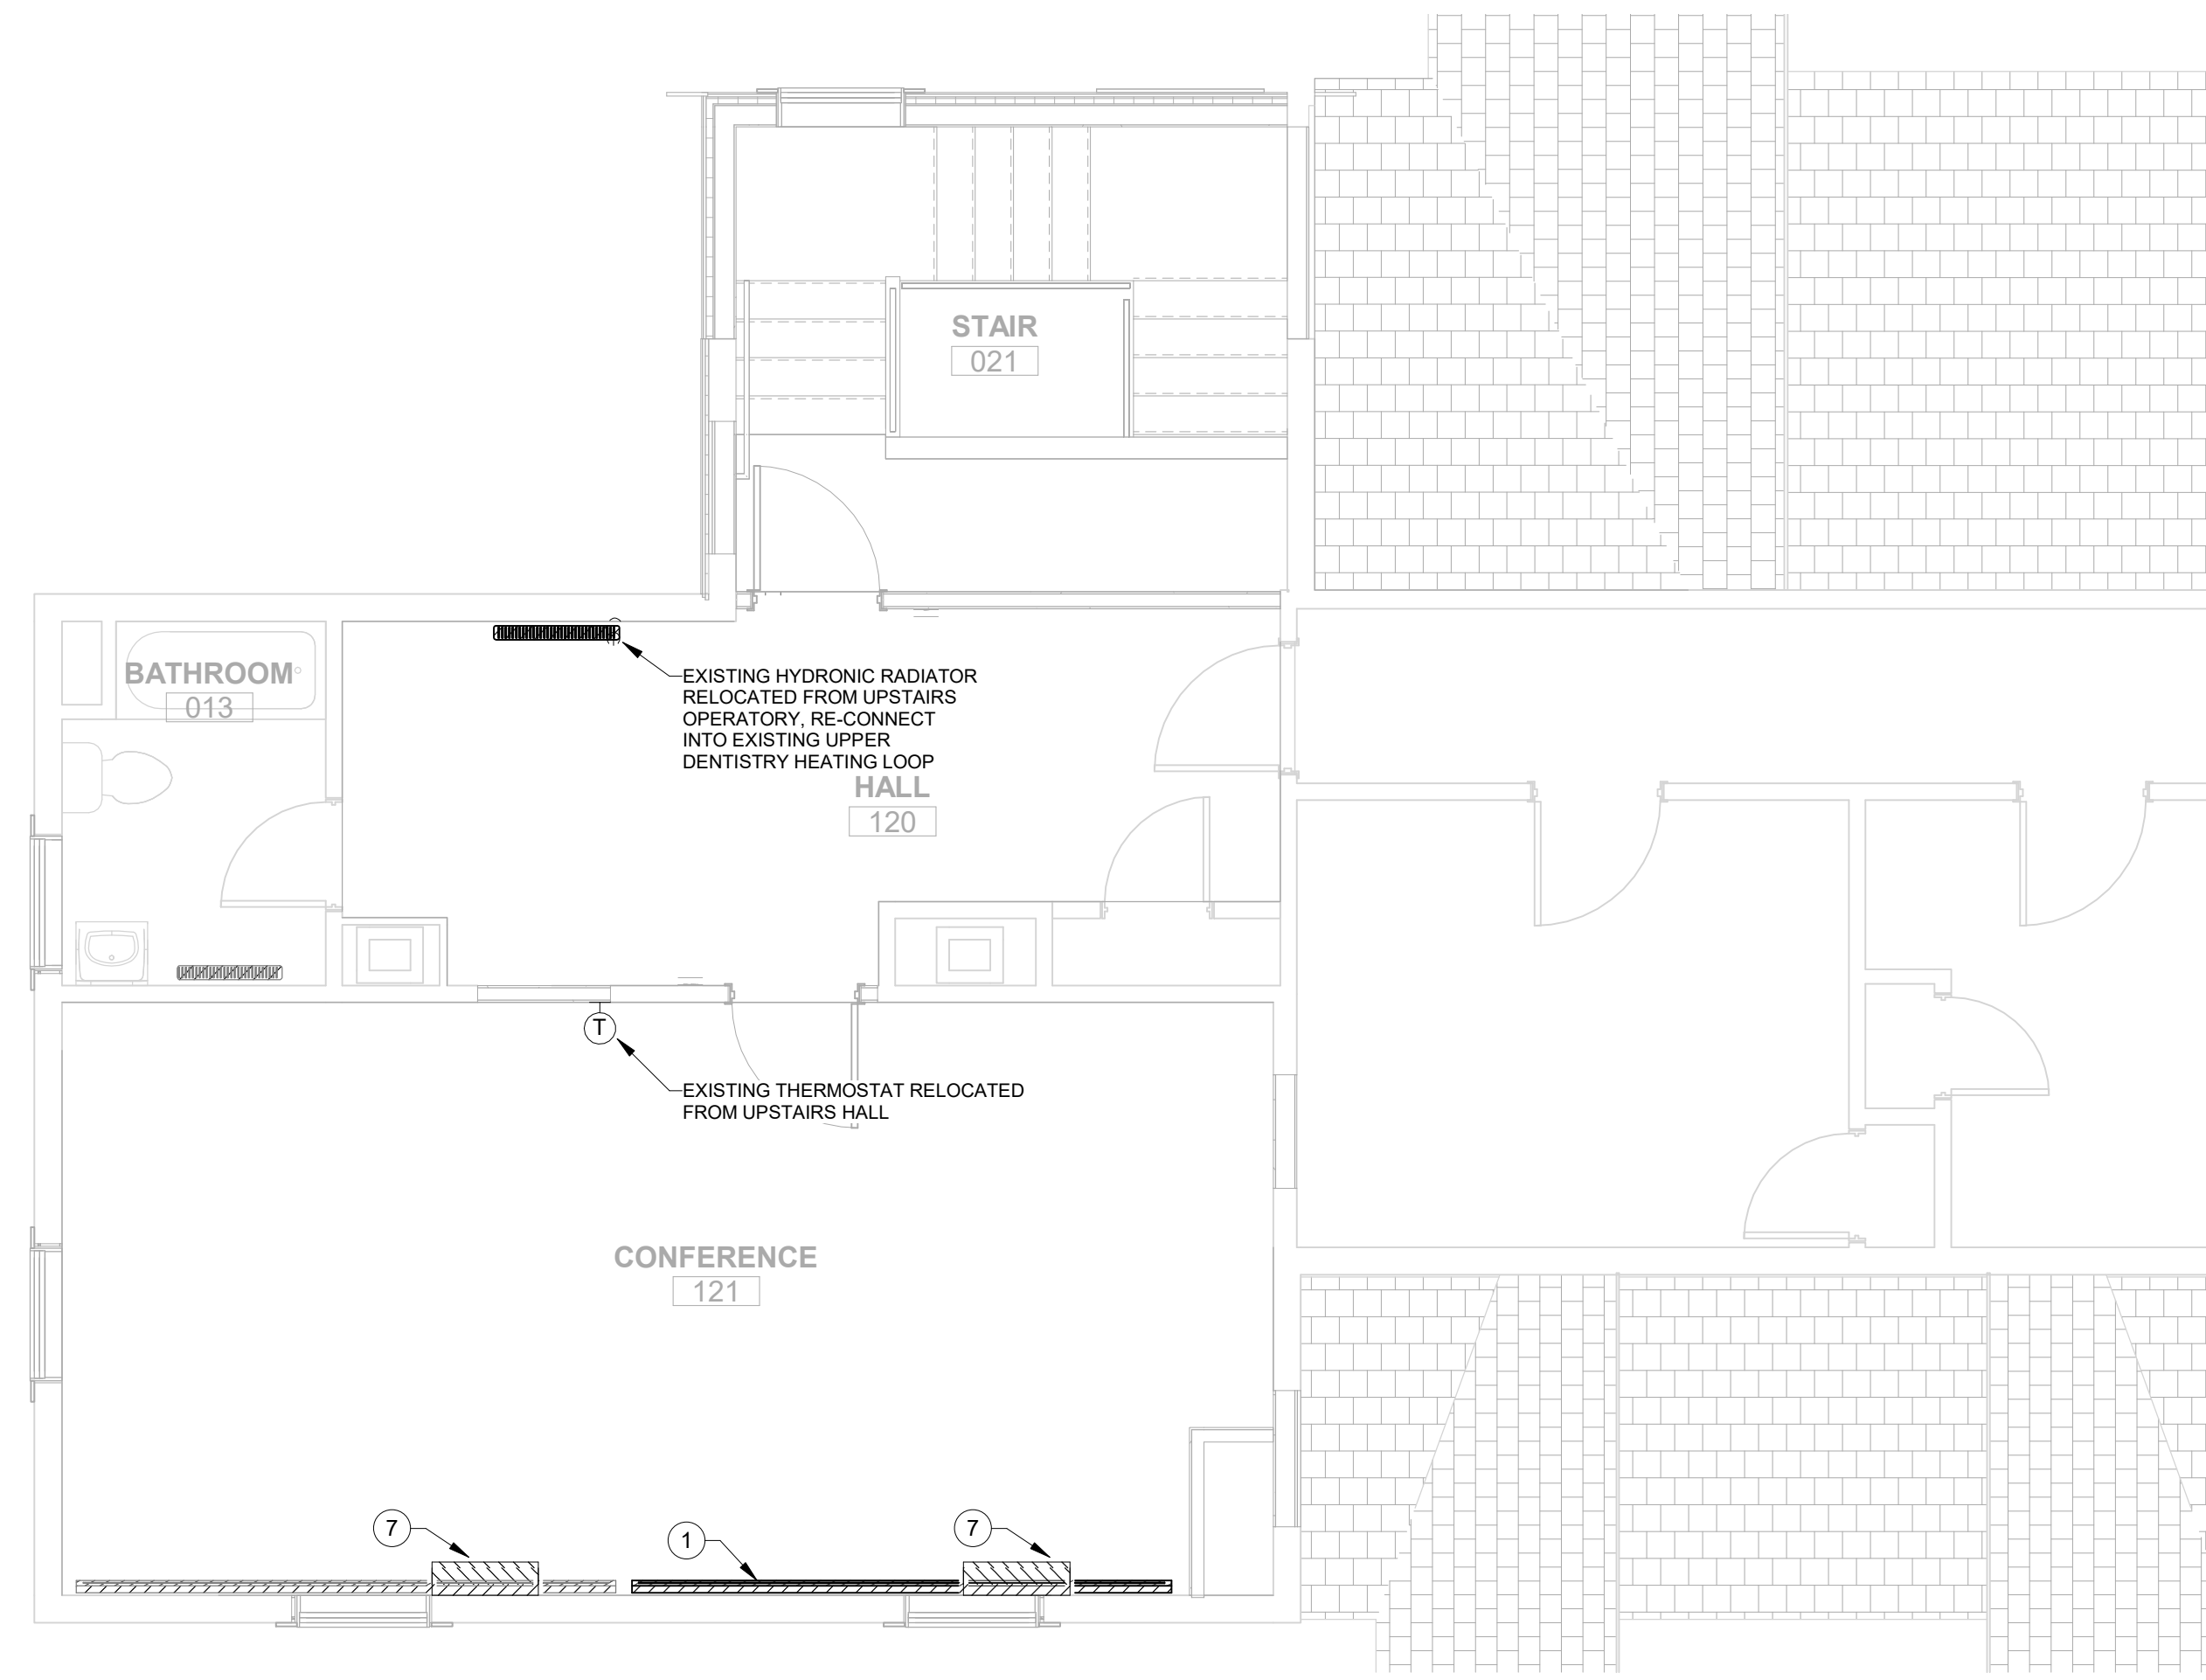 STAIR
021
BATHROOM
013
EXISTING HYDRONIC RADIATOR
RELOCATED FROM UPSTAIRS
OPERATORY, RE-CONNECT
INTO EXISTING UPPER
DENTISTRY HEATING LOOP
HALL
120
T
EXISTING THERMOSTAT RELOCATED
FROM UPSTAIRS HALL
CONFERENCE
121
7
1
7